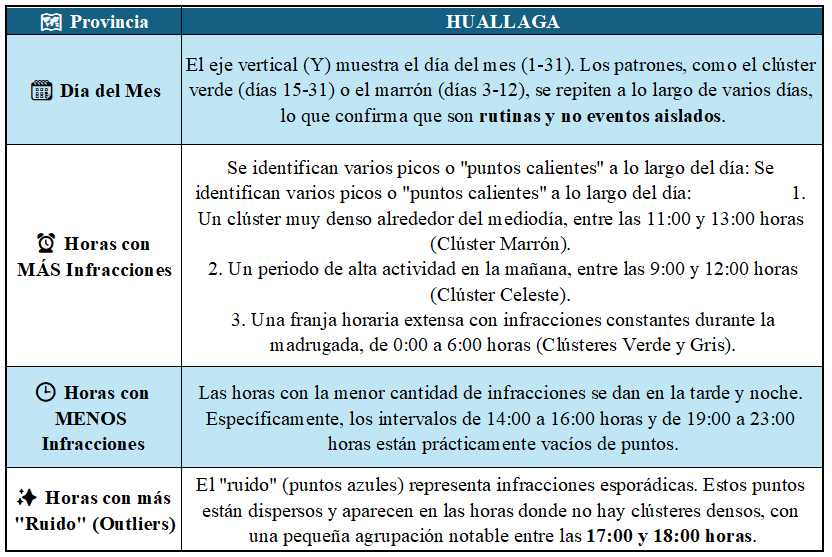 Provincia
HUALLAGA
Día del Mes
El eje vertical (Y) muestra el día del mes (1-31). Los patrones, como el clúster
verde (días 15-31) o el marrón (días 3-12), se repiten a lo largo de varios días,
lo que confirma que son rutinas y no eventos aislados.
Horas con
MÁS Infracciones
Se identifican varios picos o "puntos calientes" a lo largo del día: Se
identifican varios picos o "puntos calientes" a lo largo del día: 1.
Un clúster muy denso alrededor del mediodía, entre las 11:00 y 13:00 horas
(Clúster Marrón).
2. Un periodo de alta actividad en la mañana, entre las 9:00 y 12:00 horas
(Clúster Celeste).
3. Una franja horaria extensa con infracciones constantes durante la
madrugada, de 0:00 a 6:00 horas (Clústeres Verde y Gris).
Horas con
MENOS
Infracciones
Las horas con la menor cantidad de infracciones se dan en la tarde y noche.
Específicamente, los intervalos de 14:00 a 16:00 horas y de 19:00 a 23:00
horas están prácticamente vacíos de puntos.
Horas con más
"Ruido" (Outliers)
El "ruido" (puntos azules) representa infracciones esporádicas. Estos puntos
están dispersos y aparecen en las horas donde no hay clústeres densos, con
una pequeña agrupación notable entre las 17:00 y 18:00 horas.